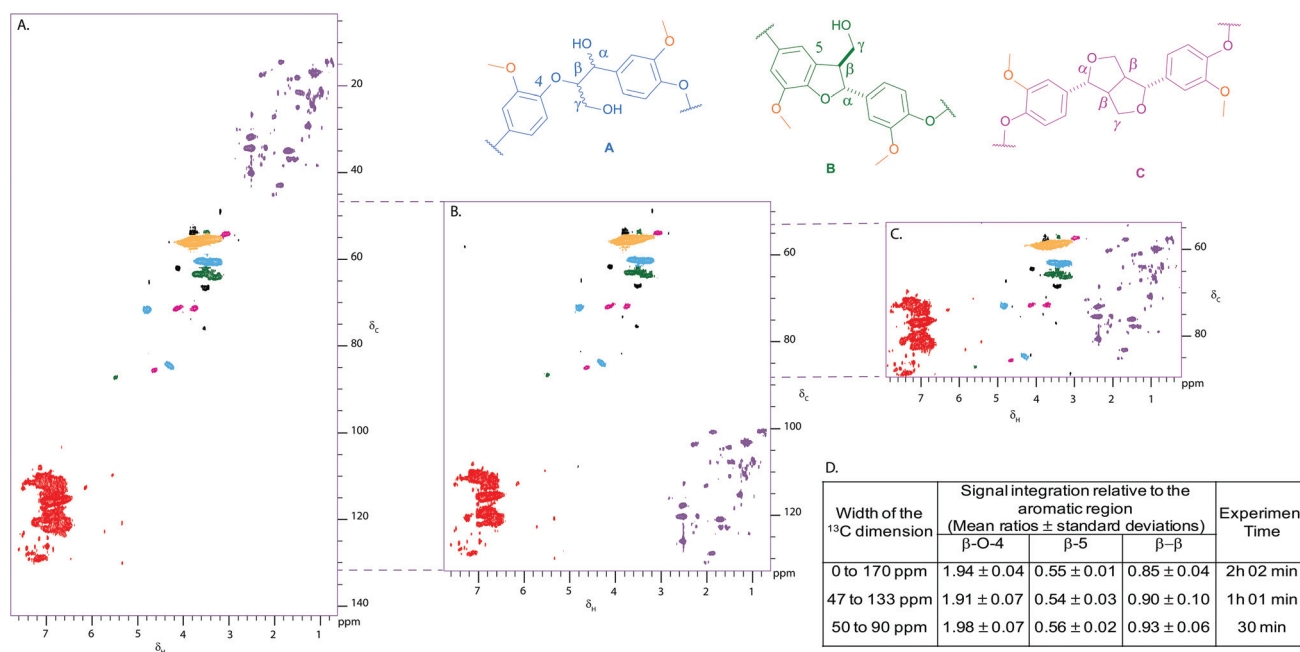 A.
20
40
60
80
100
120
140
δC
ppm
7 6 5 4 3 2 1
δH
HO
α
β
4
O
O
γ
OH
O
A
HO
5
γ
β
O
α
O
O
O
B
O
O
β
α
O
β
O
O
γ
O
C
B.
60
80
100
120
δC
ppm
7 6 5 4 3 2 1
δH
C.
60
80
δC
ppm
7 6 5 4 3 2 1
δH
D.
Width of the
13C dimension
Signal integration relative to the
aromatic region
(Mean ratios ± standard deviations)
β-O-4 β-5 β–β
Experiment
Time
0 to 170 ppm 1.94 ± 0.04 0.55 ± 0.01 0.85 ± 0.04 2h 02 min
47 to 133 ppm 1.91 ± 0.07 0.54 ± 0.03 0.90 ± 0.10 1h 01 min
50 to 90 ppm 1.98 ± 0.07 0.56 ± 0.02 0.93 ± 0.06 30 min